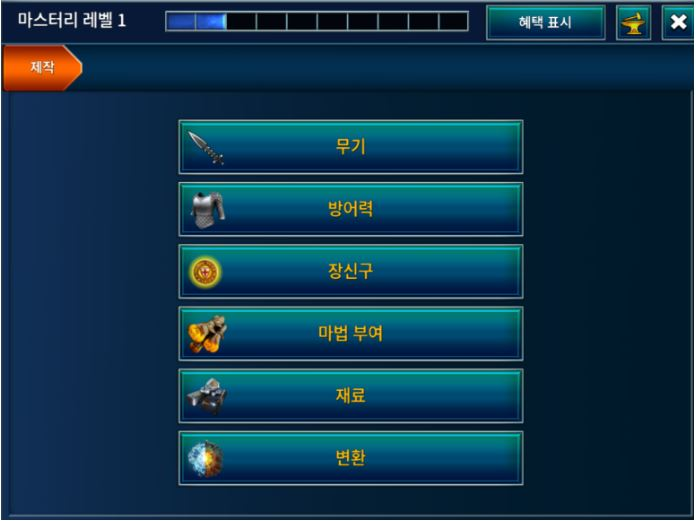 마스터리 레벨 1
혜택 표시
제작
무기
방어력
장신구
마법 부여
재료
변환